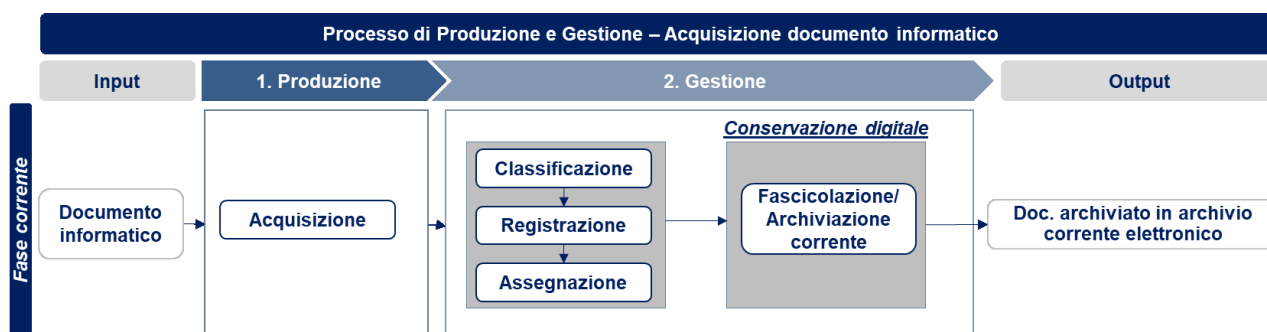 Processo di Produzione e Gestione – Acquisizione documento informatico
Input
1. Produzione
2. Gestione
Output
Fase corrente
Documento
informatico
Acquisizione
Classificazione
Registrazione
Assegnazione
Conservazione digitale
Fascicolazione/
Archiviazione
corrente
Doc. archiviato in archivio
corrente elettronico